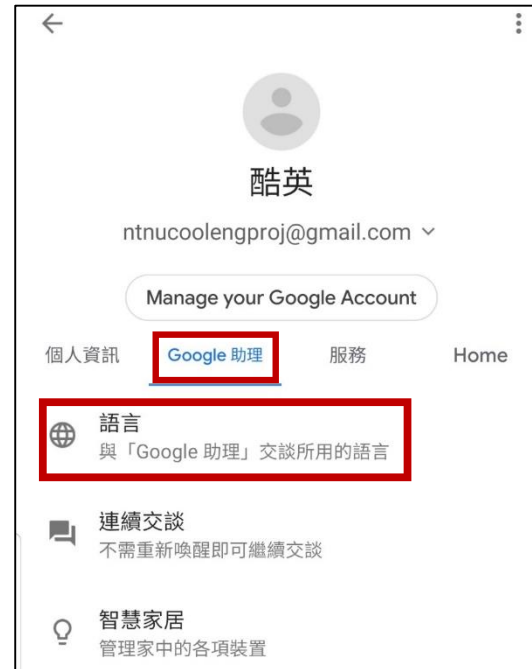 酷英
ntnucoolengproj@gmail.com
Manage your Google Account
個人資訊 Google 助理 服務 Home
語言
與「Google 助理」交談所用的語言
連續交談
不需重新喚醒即可繼續交談
智慧家居
管理家中的各項裝置